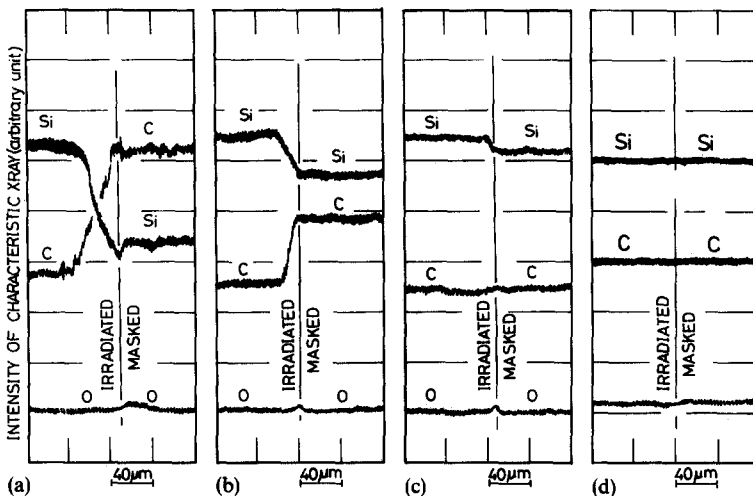 INTENSITY OF CHARACTERISTIC XRAY(arbitrary unit)
Si
C
C
Si
IRRADIATED
MASKED
O
O
(a)
40μm
Si
Si
C
C
IRRADIATED
MASKED
O
O
(b)
40μm
Si
Si
C
C
IRRADIATED
MASKED
O
O
(c)
40μm
Si
Si
C
C
IRRADIATED
MASKED
(d)
40μm